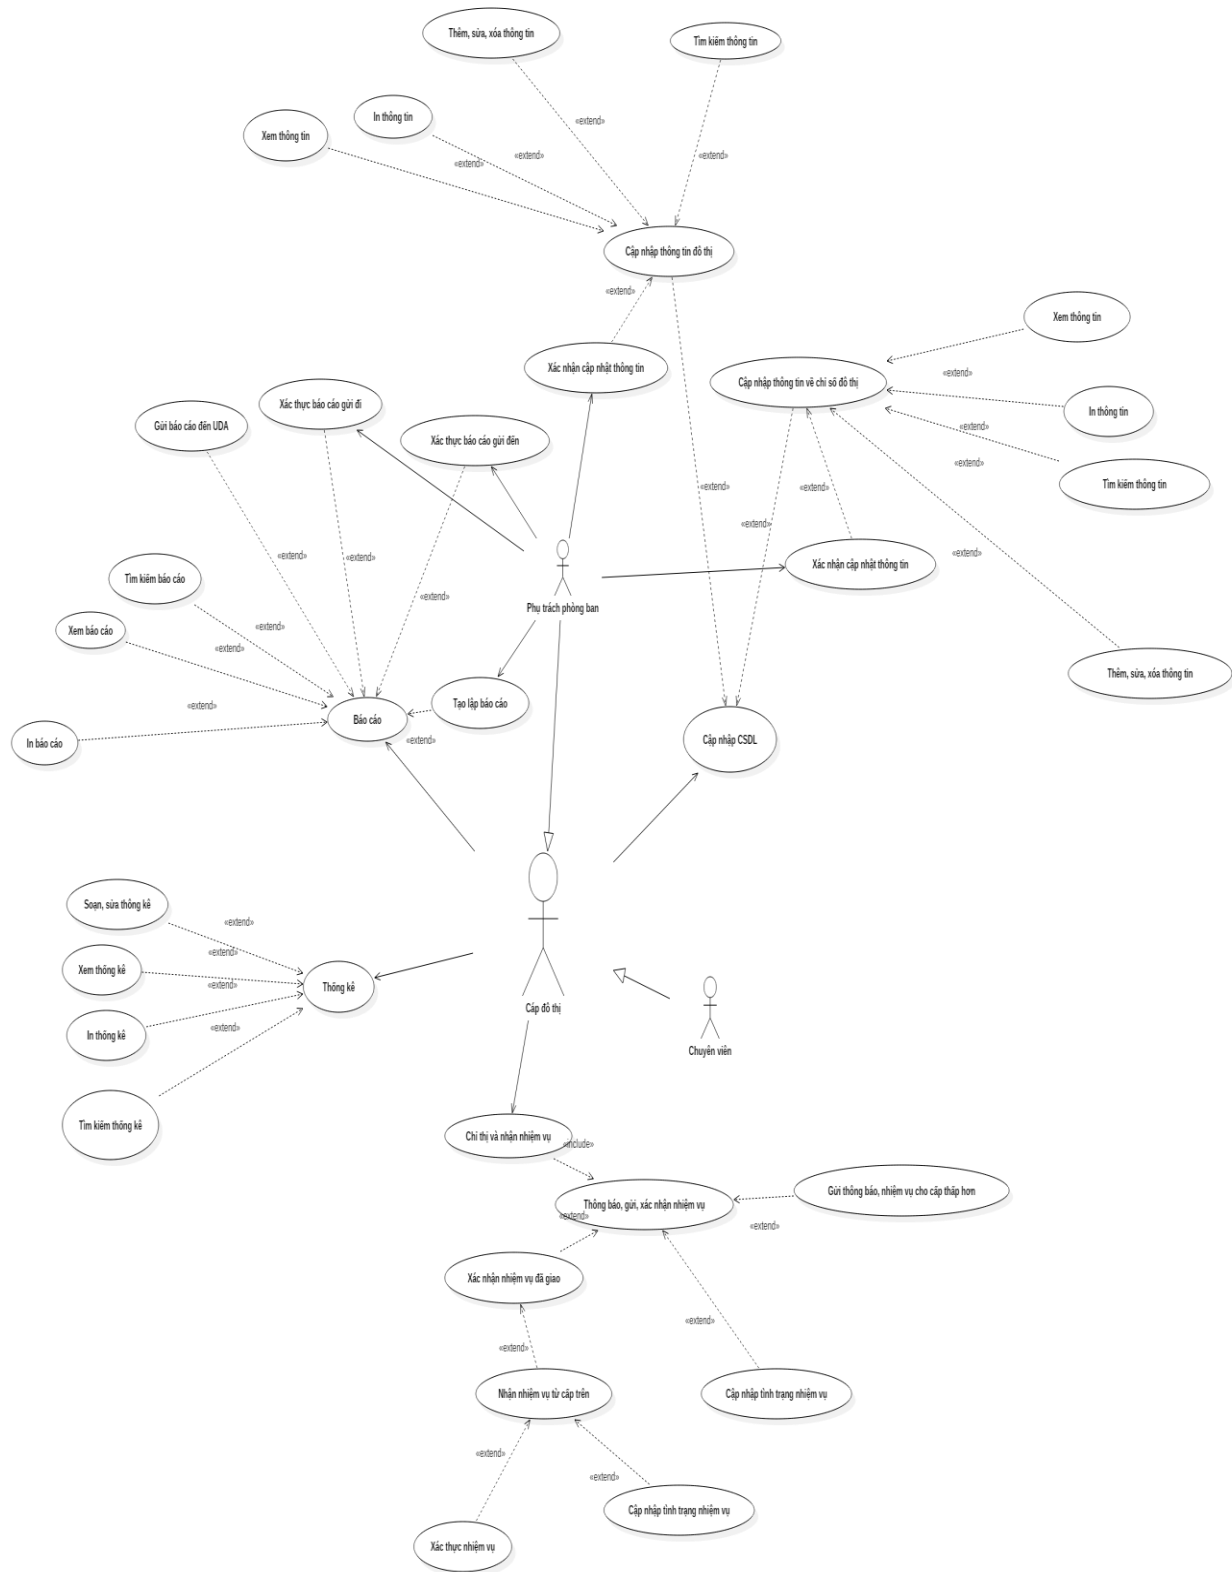 Thêm, sửa, xóa thông tin
Tìm kiếm thông tin
In thông tin
Xem thông tin
«extend»
«extend»
«extend»
«extend»
Cập nhập thông tin đô thị
«extend»
Xem thông tin
Xác nhận cập nhật thông tin
Cập nhập thông tin về chỉ số đô thị
«extend»
Xác thực báo cáo gửi đi
In thông tin
Gửi báo cáo đến UDA
«extend»
Xác thực báo cáo gửi đến
«extend»
Tìm kiếm thông tin
«extend»
«extend»
«extend»
«extend»
«extend»
«extend»
Xác nhận cập nhật thông tin
Tìm kiếm báo cáo
«extend»
Phụ trách phòng ban
«extend»
Xem báo cáo
«extend»
Thêm, sửa, xóa thông tin
Tạo lập báo cáo
«extend»
Báo cáo
«extend»
Cập nhập CSDL
In báo cáo
Soạn, sửa thông kê
«extend»
«extend»
Xem thống kê
«extend»
Thống kê
Cấp đô thị
«extend»
In thống kê
Chuyên viên
Tìm kiếm thống kê
Chỉ thị và nhận nhiệm vụ
«include»
Gửi thông báo, nhiệm vụ cho cấp thấp hơn
Thông báo, gửi, xác nhận nhiệm vụ
«extend»
«extend»
Xác nhận nhiệm vụ đã giao
«extend»
«extend»
Nhận nhiệm vụ từ cấp trên
Cập nhập tình trạng nhiệm vụ
«extend»
«extend»
Cập nhập tình trạng nhiệm vụ
Xác thực nhiệm vụ